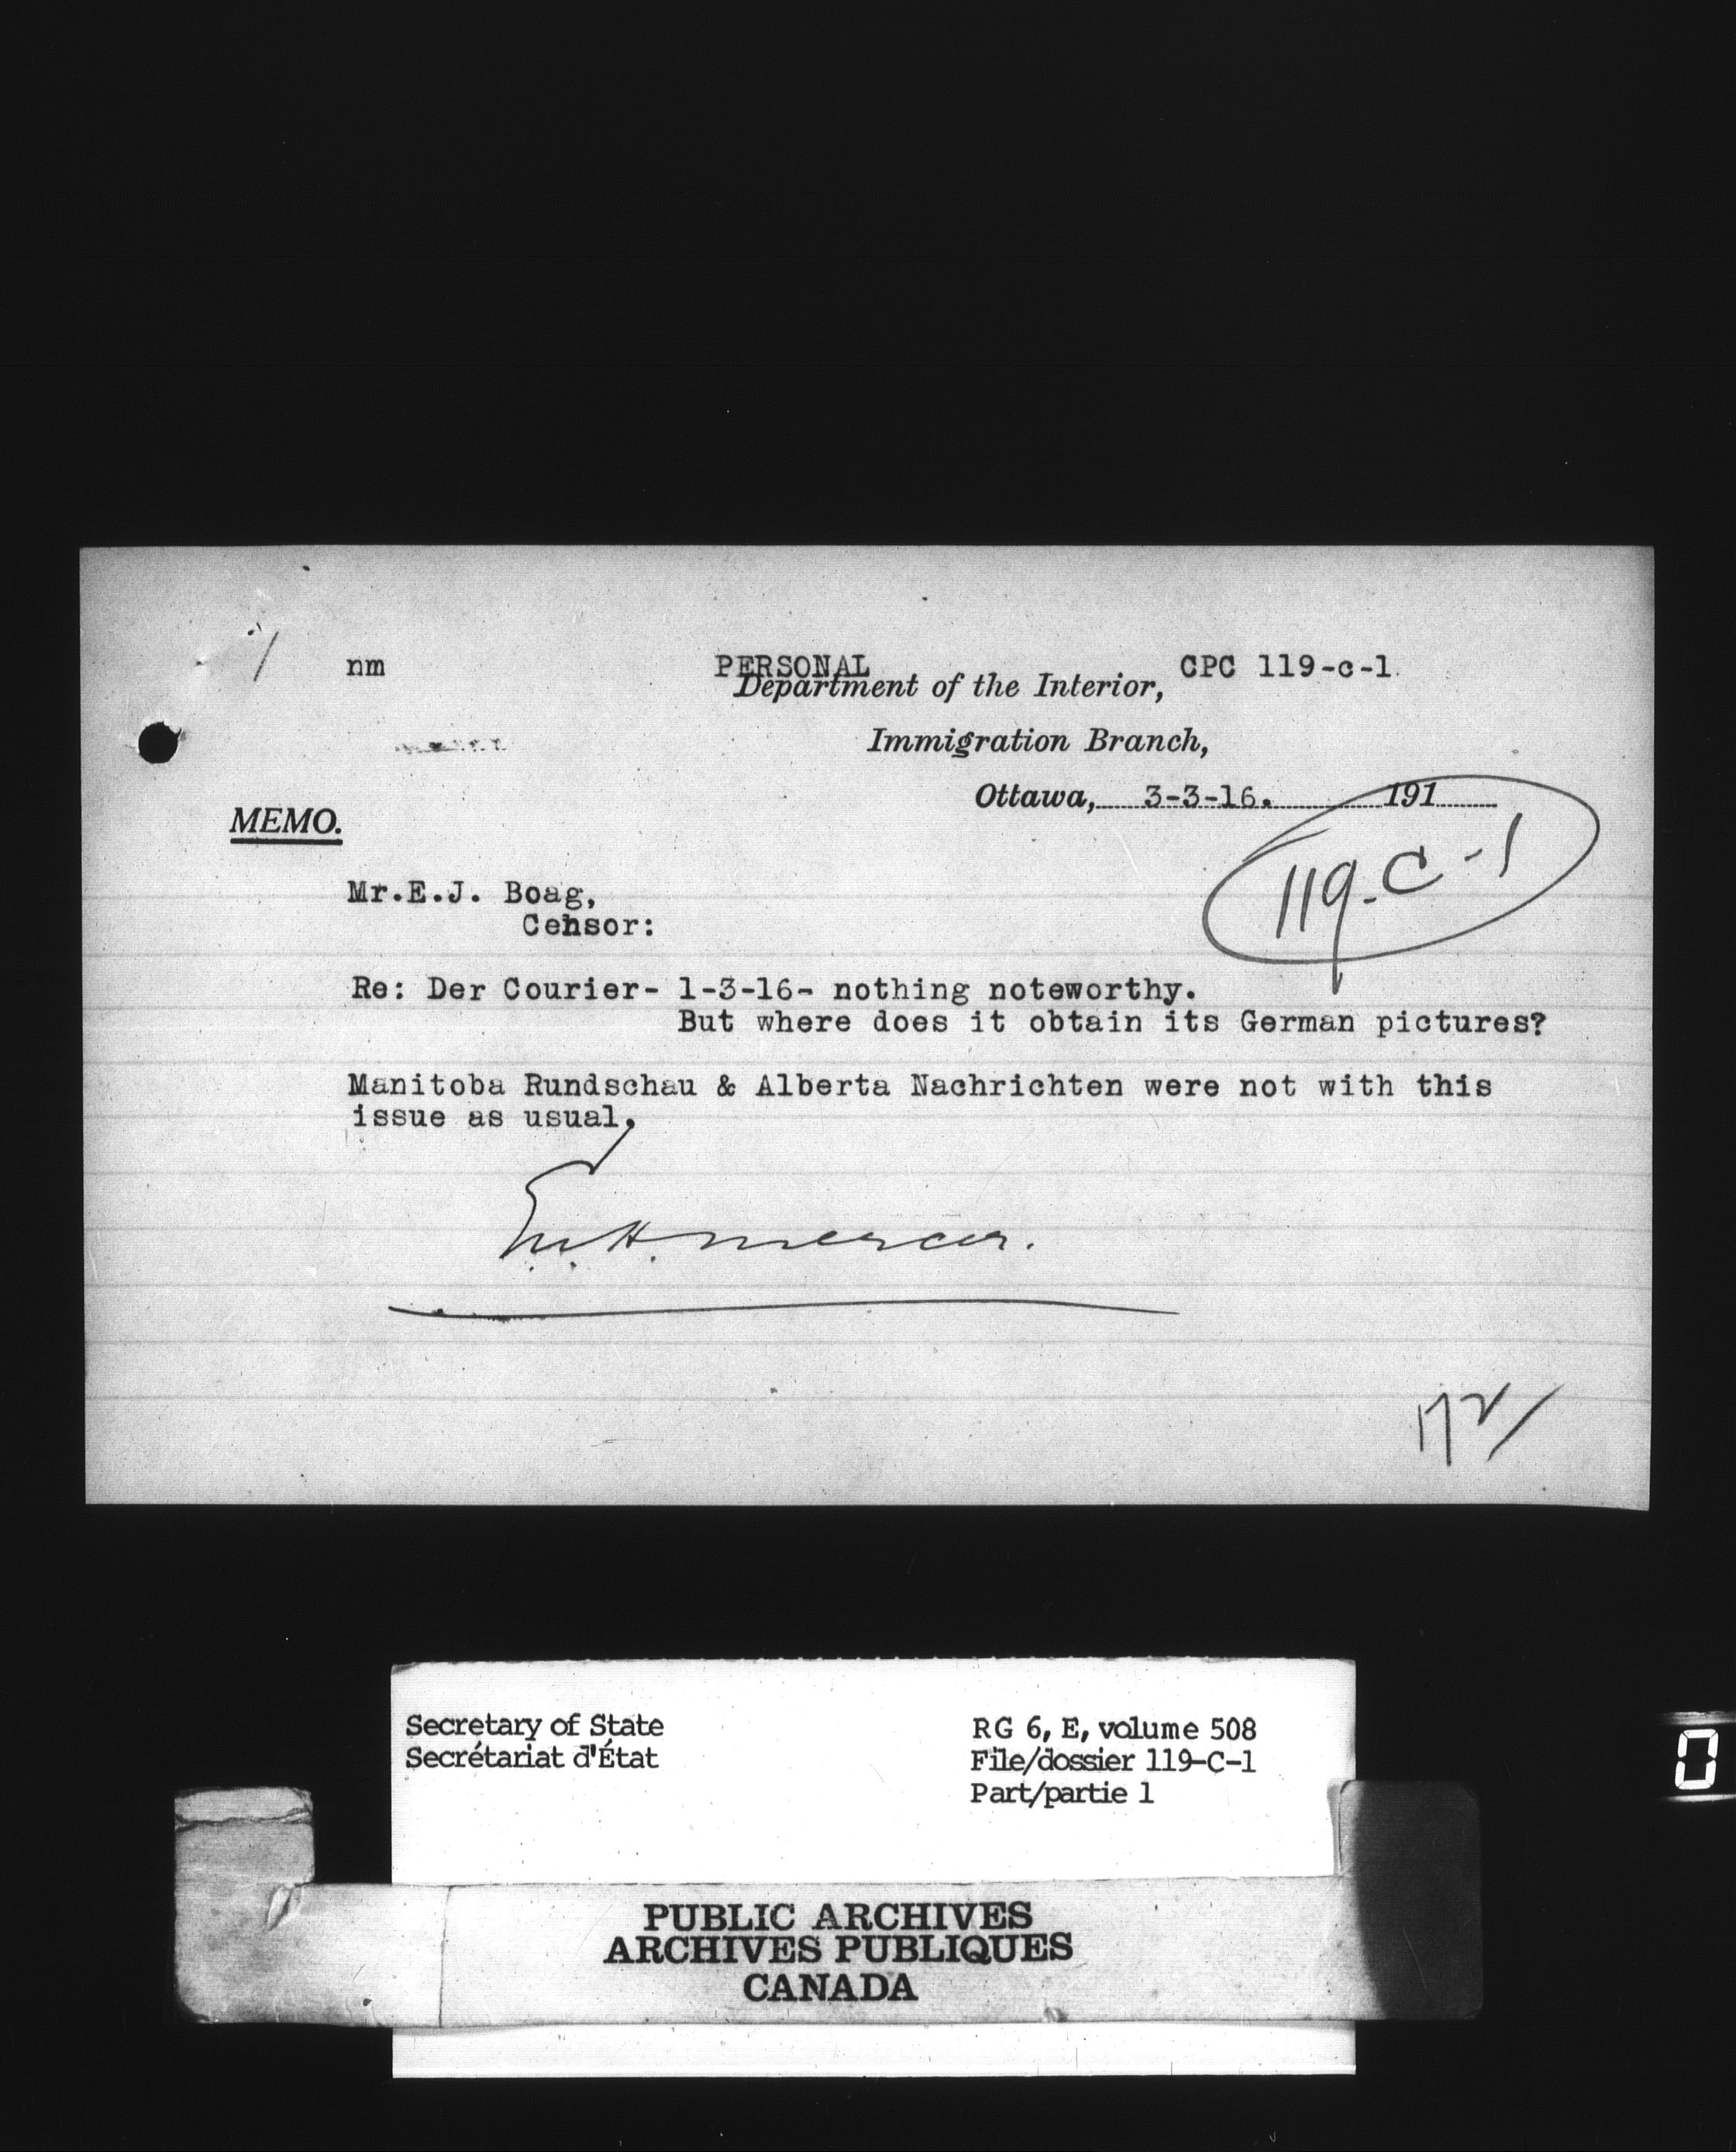 nm PERSONAL CPC 119-c-1
Department of the Interior,
Immigration Branch,
Ottawa, 3-3-16. 191
MEMO.
119-C-1
Mr.E.J. Boag,
Censor:
Re: Der Courier- 1-3-16- nothing noteworthy.
But where does it obtain its German pictures?
Manitoba Rundschau & Alberta Nachrichten were not with this
issue as usual.
Secretary of State
Secrétariat d'État
RG 6, E, volume 508
File/dossier 119-C-1
Part/partie 1
PUBLIC ARCHIVES
ARCHIVES PUBLIQUES
CANADA
0